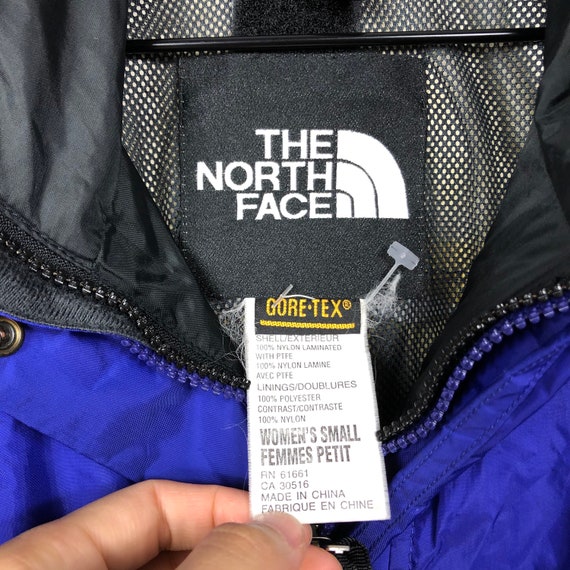 THE
NORTH
FACE
GORE-TEX®
SHELL/EXTERIEUR
100% NYLON LAMINATED
WITH PTFE
100% NYLON LAMINE
AVEC PTFE
LININGS/DOUBLURES
100% POLYESTER
CONTRAST/CONTRASTE
100% NYLON
WOMEN'S SMALL
FEMMES PETIT
RN 61661
CA 30516
MADE IN CHINA
FABRIQUE EN CHINE